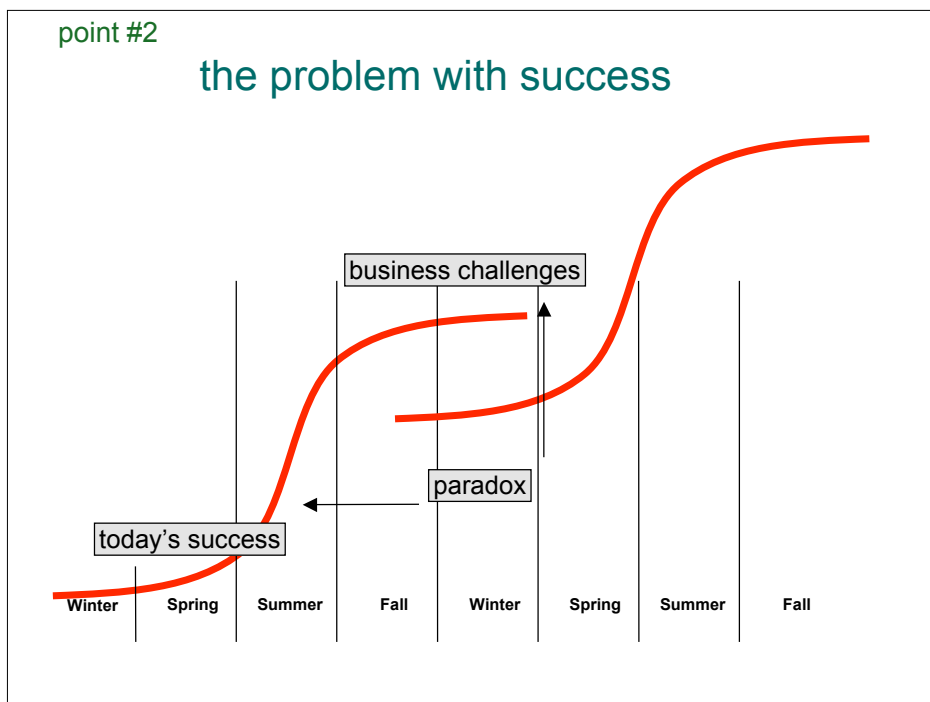 point #2
the problem with success
business challenges
paradox
today's success
Winter Spring Summer Fall Winter Spring Summer Fall